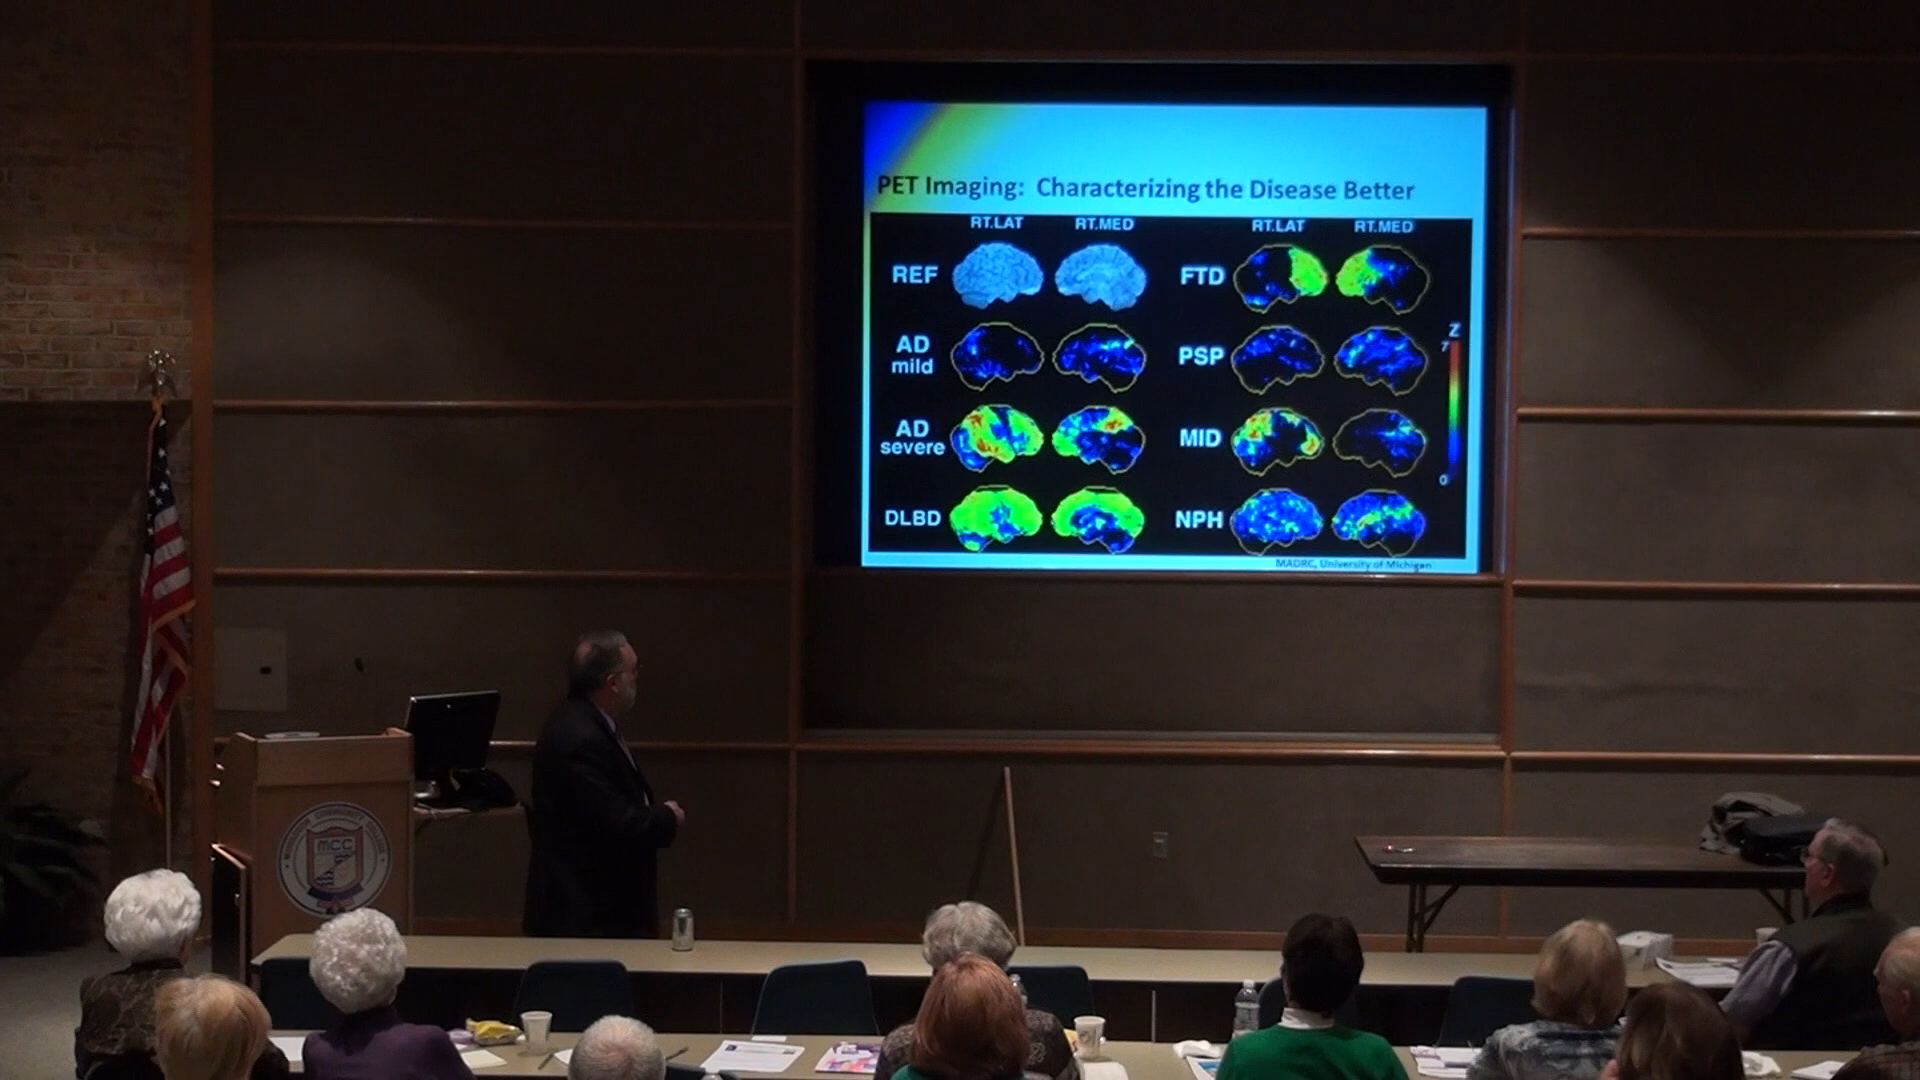 PET Imaging: Characterizing the Disease Better
RT.LAT RT.MED RT.LAT RT.MED
REF FTD
AD mild PSP
AD severe MID
DLBD NPH
Z
7
0
MADRC, University of Michigan
MCC